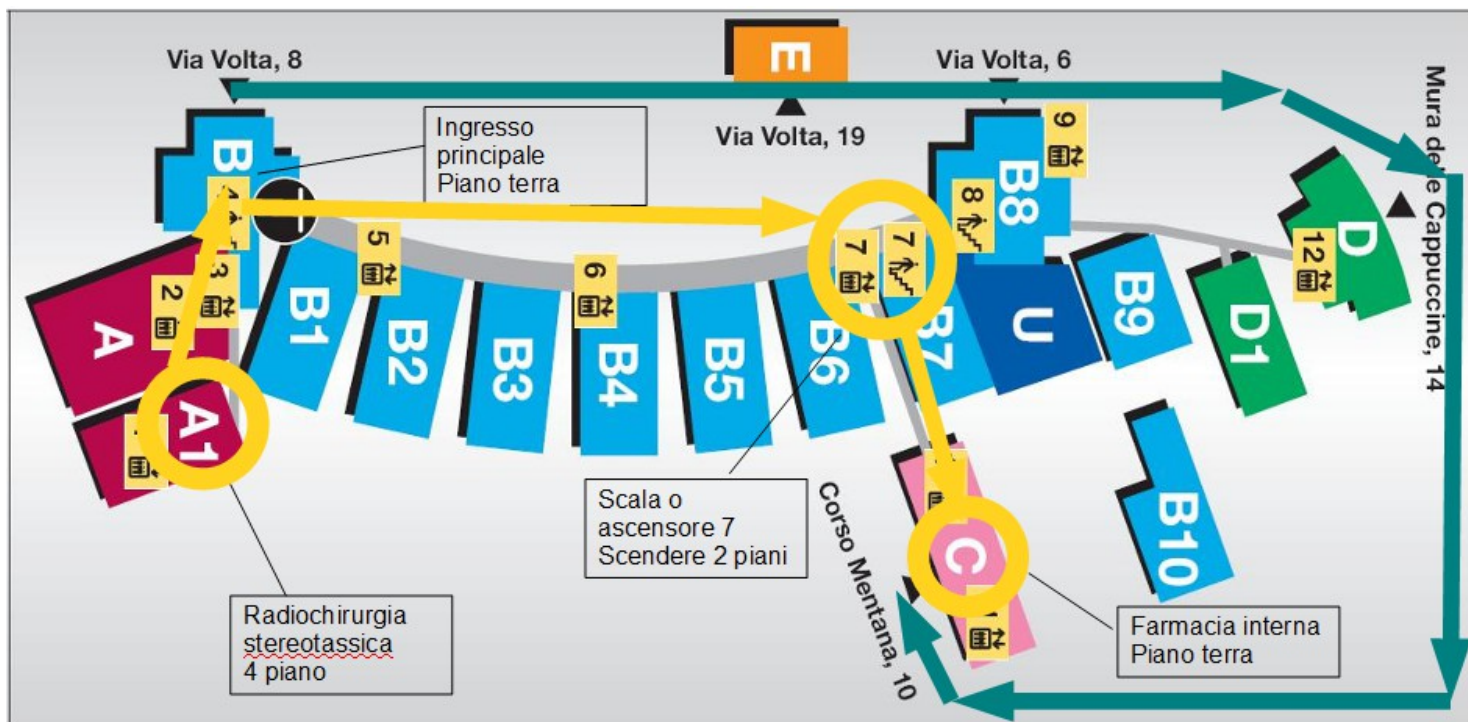 Via Volta, 8
Via Volta, 6
E
Via Volta, 19
Mura delle Cappuccine, 14
Ingresso
principale
Piano terra
B
B8
9
8
1
3
2
5
6
7
7
12
D
A
A1
B1
B2
B3
B4
B5
B6
B7
U
B9
D1
B10
C
Corso Mentana, 10
Scala o
ascensore 7
Scendere 2 piani
Radiochirurgia
stereotassica
4 piano
Farmacia interna
Piano terra